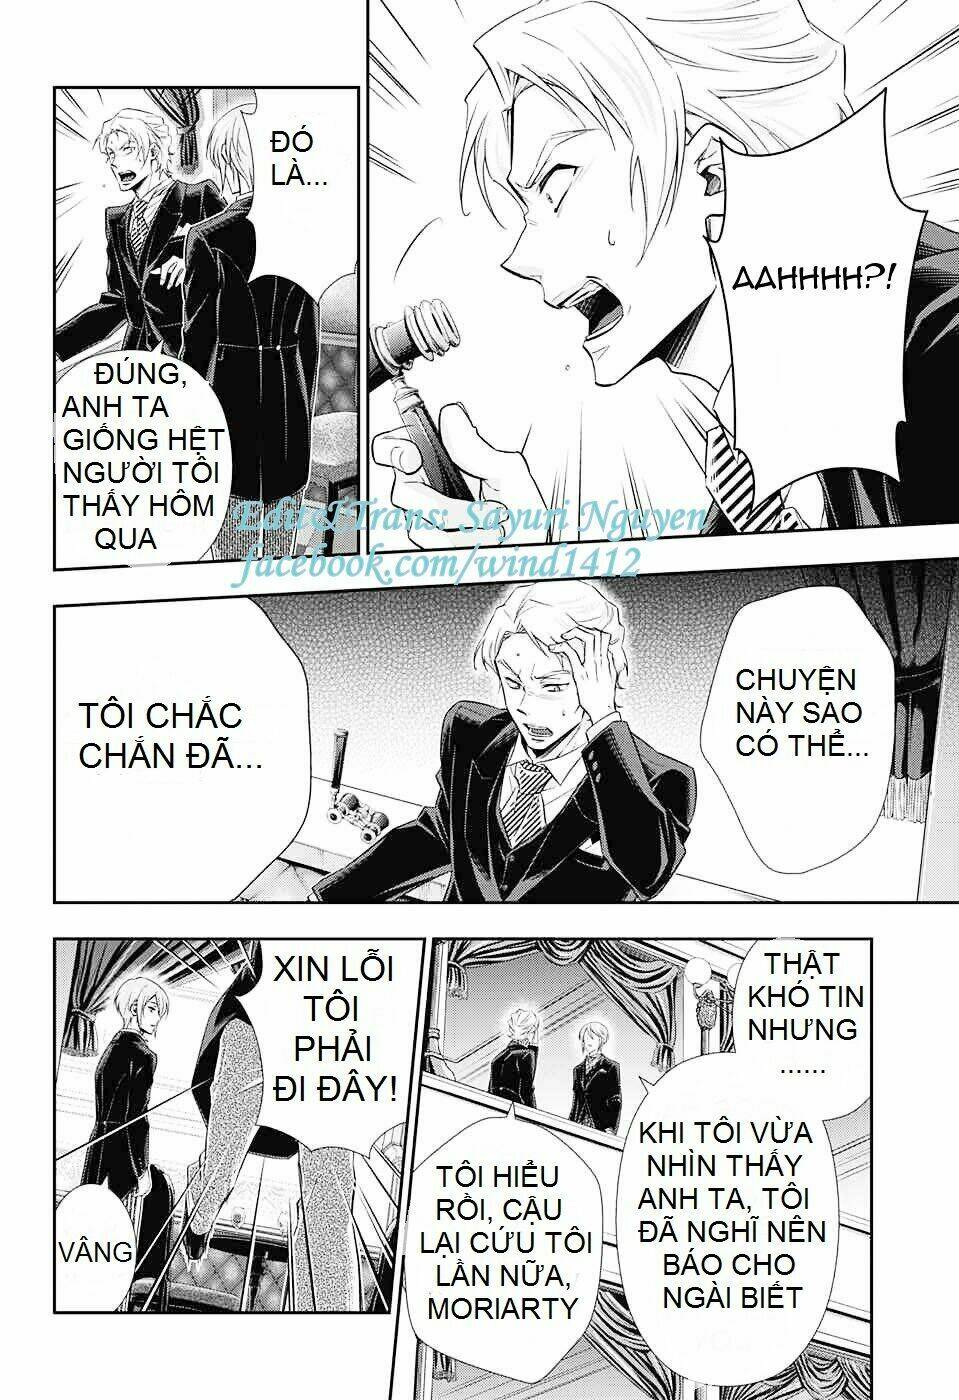 AAHHHH?!
ĐÓ
LÀ...
ĐÚNG,
ANH TA
GIỐNG HỆT
NGƯỜI TÔI
THẤY HÔM
QUA
Edit&Trans: Sayuri Nguyen
facebook.com/wind1412
CHUYỆN
NÀY SAO
CÓ THỂ...
TÔI CHẮC
CHẮN ĐÃ...
THẬT
KHÓ TIN
NHƯNG
......
KHI TÔI VỪA
NHÌN THẤY
ANH TA, TÔI
ĐÃ NGHĨ NÊN
BÁO CHO
NGÀI BIẾT
TÔI HIỂU
RỒI, CẬU
LẠI CỨU TÔI
LẦN NỮA,
MORIARTY
XIN LỖI
TÔI
PHẢI
ĐI ĐÂY!
VÂNG